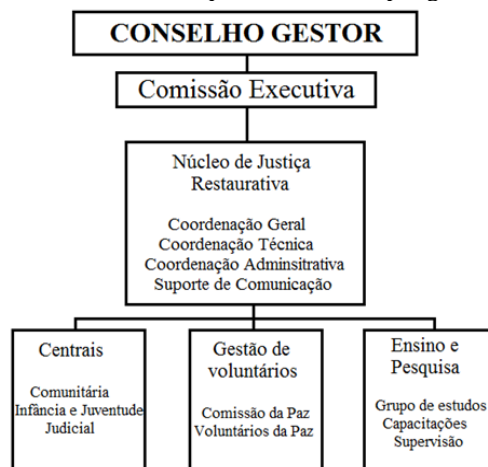 CONSELHO GESTOR
Comissão Executiva
Núcleo de Justiça
Restaurativa
Coordenação Geral
Coordenação Técnica
Coordenação Adminsitrativa
Suporte de Comunicação
Centrais
Comunitária
Infância e Juventude
Judicial
Gestão de
voluntários
Comissão da Paz
Voluntários da Paz
Ensino e
Pesquisa
Grupo de estudos
Capacitações
Supervisão